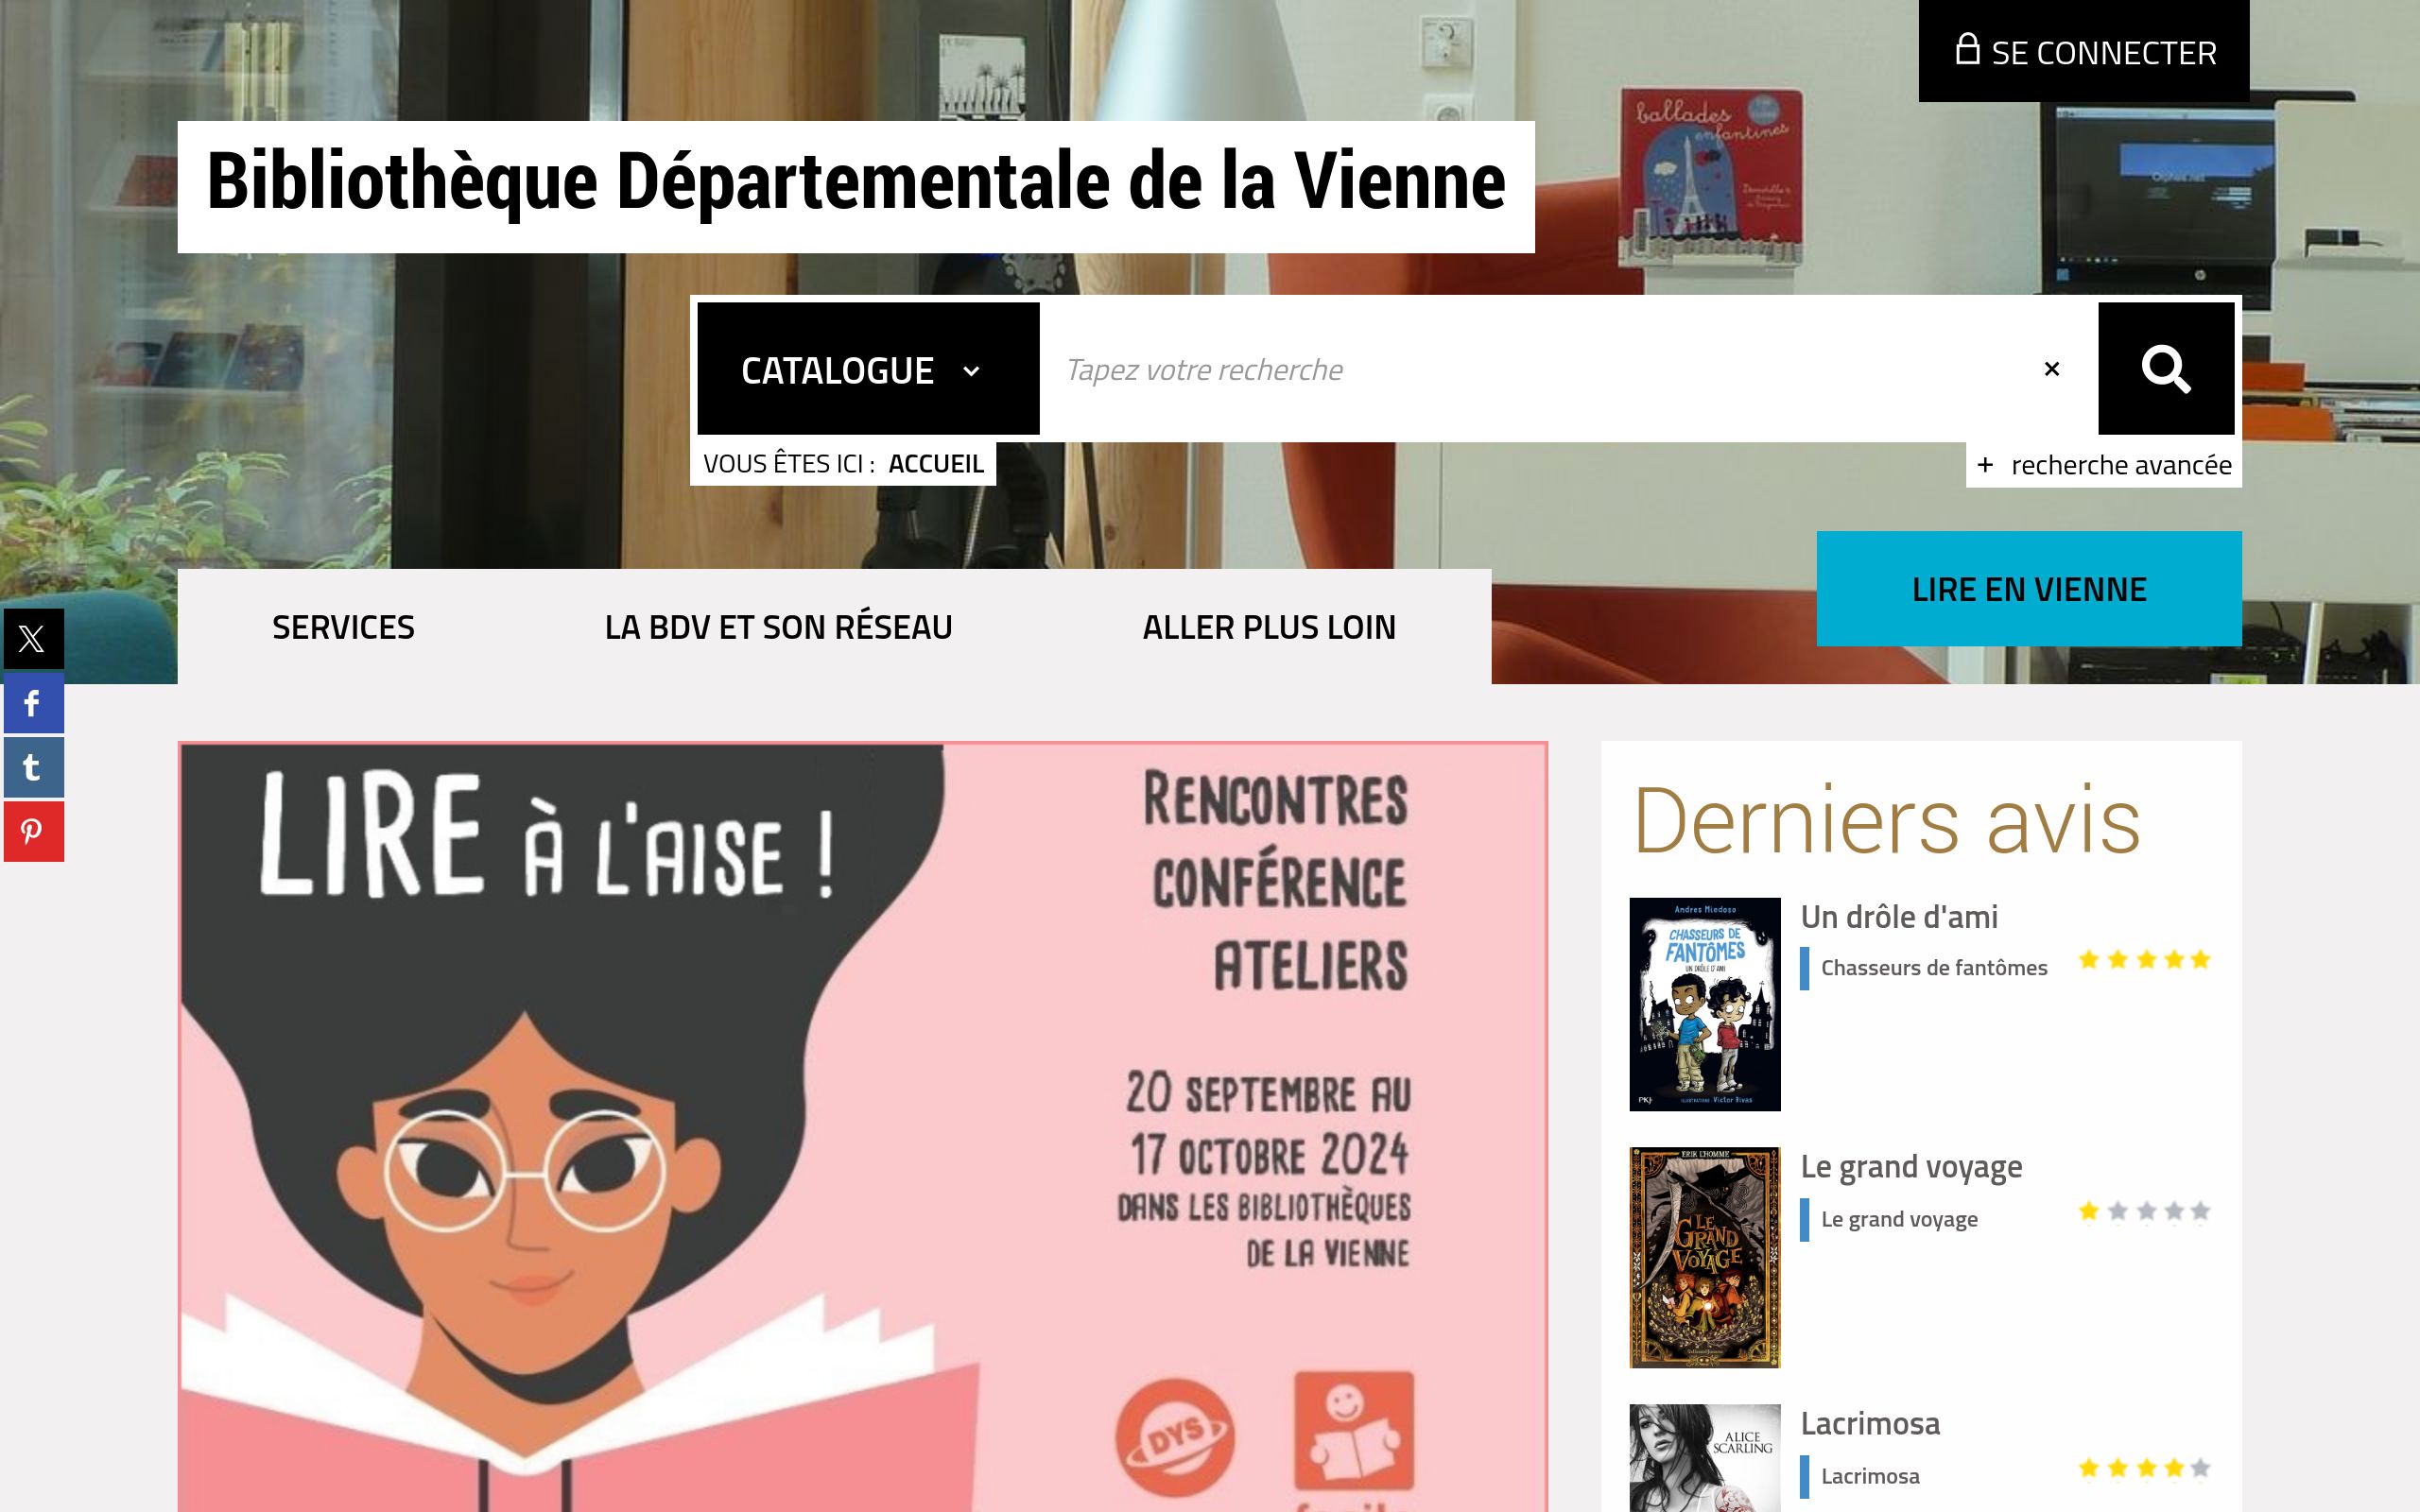 SE CONNECTER
ballades
enfantines
Bibliothèque Départementale de la Vienne
CATALOGUE
Tapez votre recherche
×
VOUS ÊTES ICI : ACCUEIL
+ recherche avancée
LIRE EN VIENNE
SERVICES
LA BDV ET SON RÉSEAU
ALLER PLUS LOIN
LIRE À L'AISE !
RENCONTRES
CONFÉRENCE
ATELIERS
20 SEPTEMBRE AU
17 OCTOBRE 2024
DANS LES BIBLIOTHÈQUES
DE LA VIENNE
DYS
Derniers avis
Andres Miedoso
CHASSEURS DE
FANTÔMES
UN DRÔLE D'AMI
PKJ
ILLUSTRATIONS Victor Rivas
Un drôle d'ami
Chasseurs de fantômes
ERIK L'HOMME
LE
GRAND
VOYAGE
Le grand voyage
Le grand voyage
ALICE
SCARLING
Lacrimosa
Lacrimosa